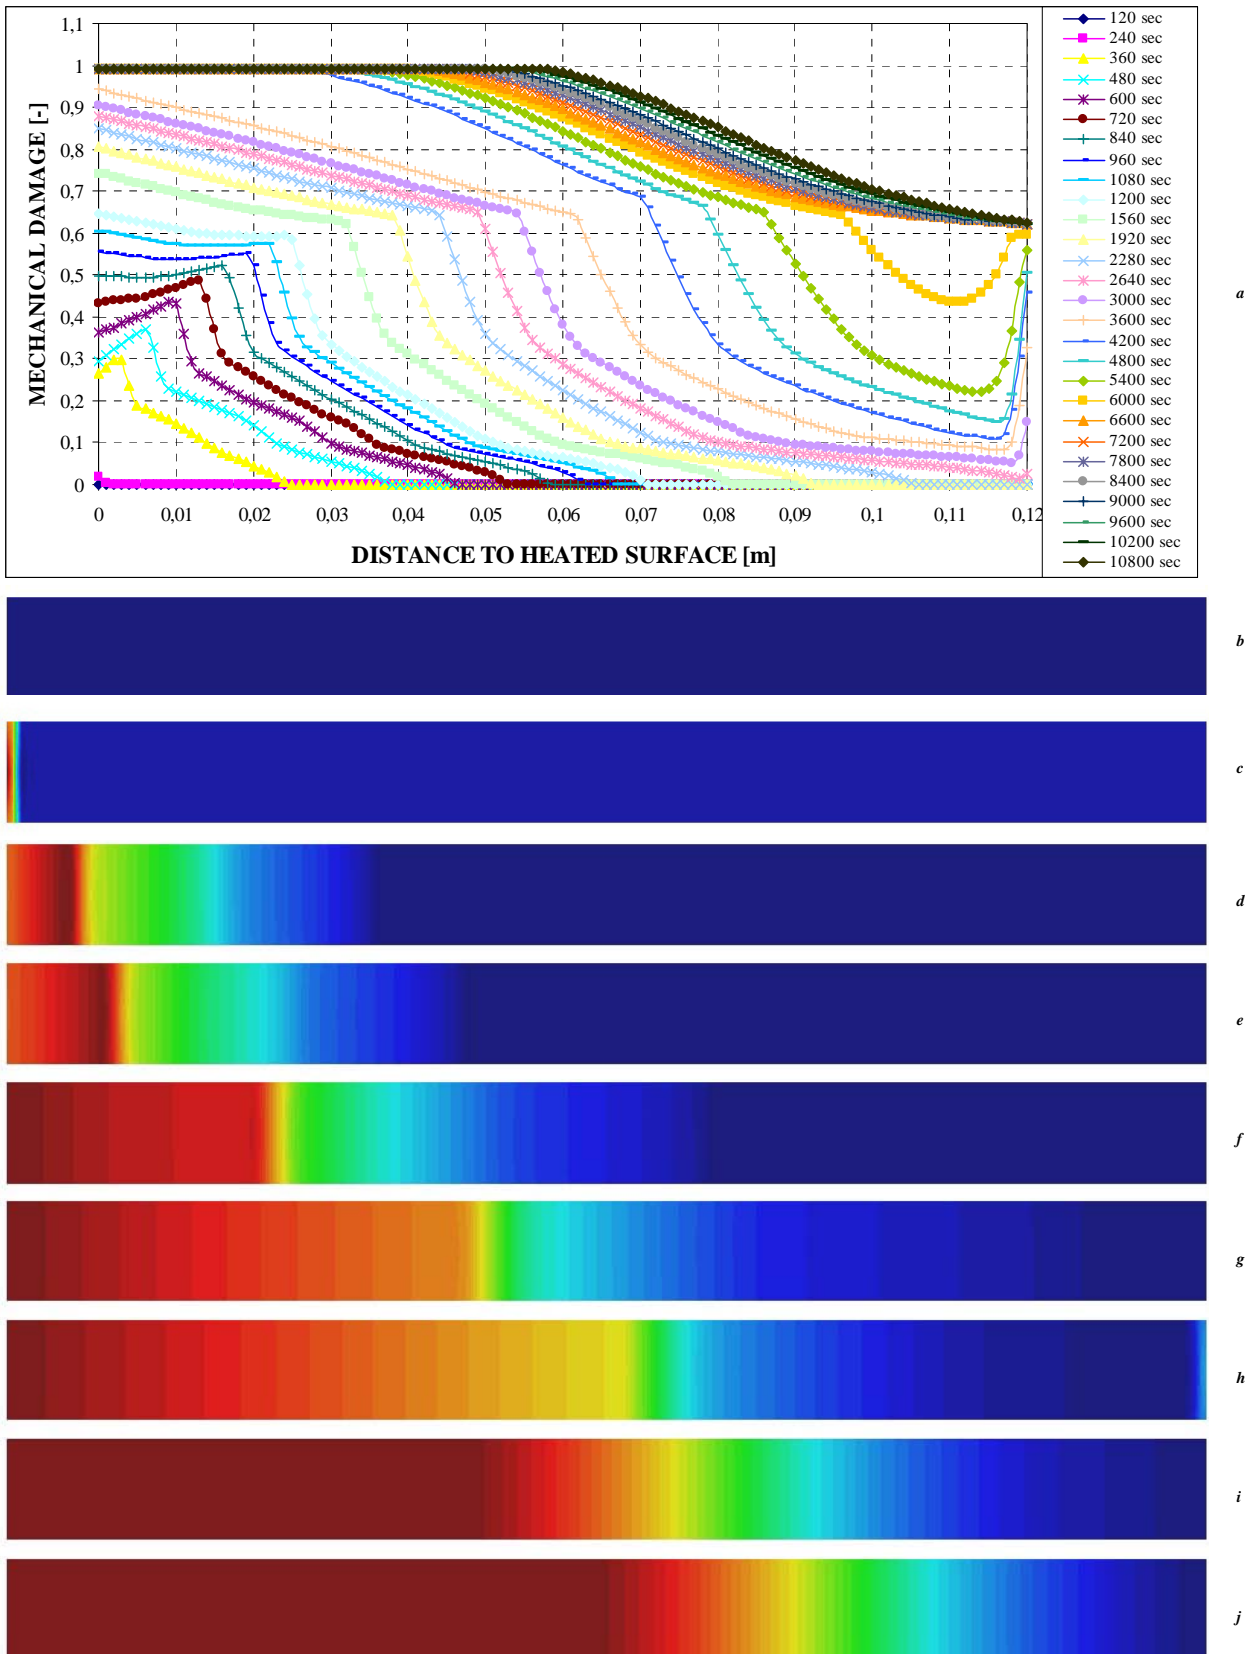 1,1
1
0,9
0,8
0,7
0,6
0,5
0,4
0,3
0,2
0,1
0
MECHANICAL DAMAGE [-]
0 0,01 0,02 0,03 0,04 0,05 0,06 0,07 0,08 0,09 0,1 0,11 0,12
DISTANCE TO HEATED SURFACE [m]
120 sec
240 sec
360 sec
480 sec
600 sec
720 sec
840 sec
960 sec
1080 sec
1200 sec
1560 sec
1920 sec
2280 sec
2640 sec
3000 sec
3600 sec
4200 sec
4800 sec
5400 sec
6000 sec
6600 sec
7200 sec
7800 sec
8400 sec
9000 sec
9600 sec
10200 sec
10800 sec
a
b
c
d
e
f
g
h
i
j